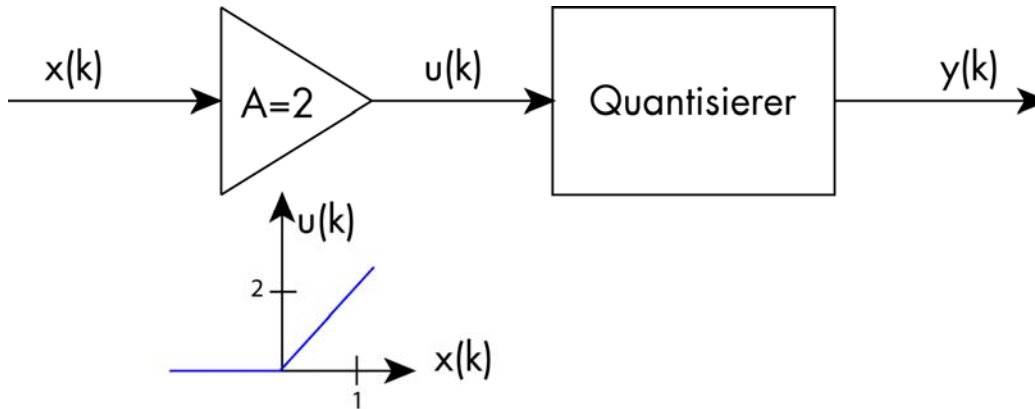 x(k)
A=2
u(k)
Quantisierer
y(k)
u(k)
2
x(k)
1